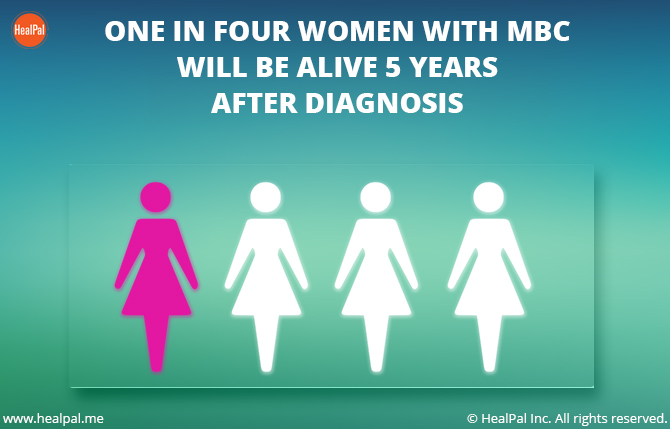 HealPal
ONE IN FOUR WOMEN WITH MBC
WILL BE ALIVE 5 YEARS
AFTER DIAGNOSIS
www.healpal.me
© HealPal Inc. All rights reserved.